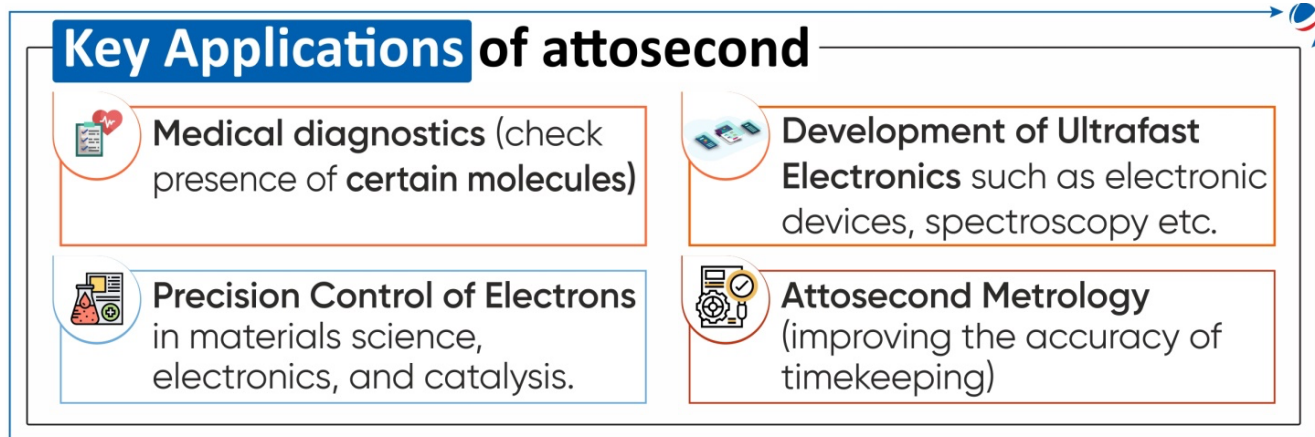 Key Applications of attosecond
Medical diagnostics (check
presence of certain molecules)
Development of Ultrafast
Electronics such as electronic
devices, spectroscopy etc.
Precision Control of Electrons
in materials science,
electronics, and catalysis.
Attosecond Metrology
(improving the accuracy of
timekeeping)